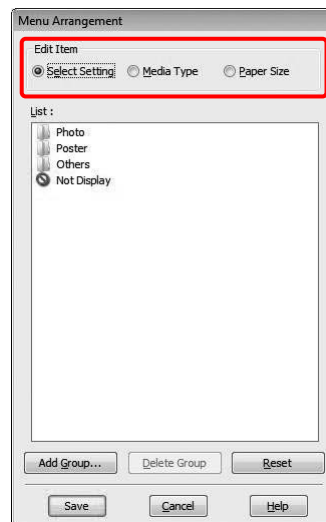 Menu Arrangement
Edit Item
Select Setting Media Type Paper Size
List :
Photo
Poster
Others
Not Display
Add Group... Delete Group Reset
Save Cancel Help